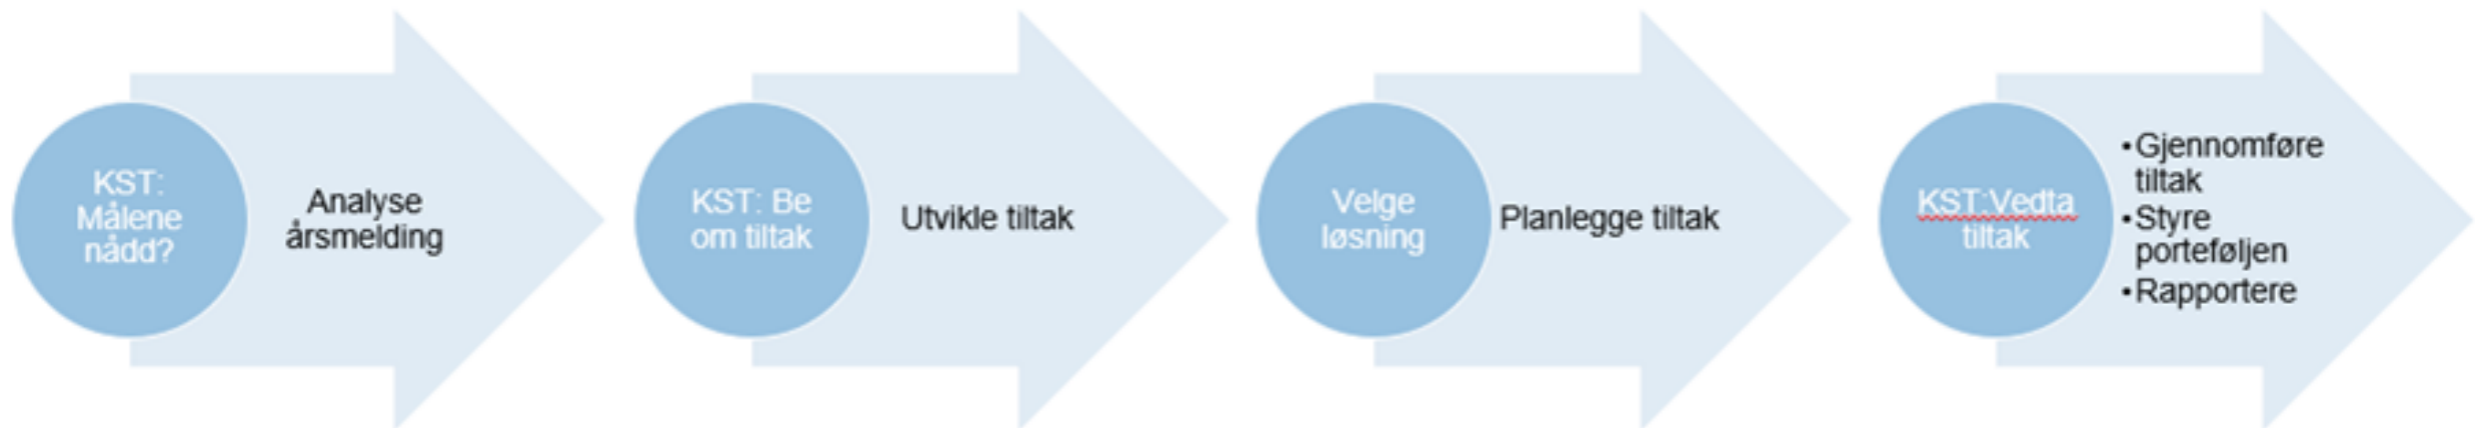 KST:
Målene
nådd?
Analyse
årsmelding
KST: Be
om tiltak
Utvikle tiltak
Velge
løsning
Planlegge tiltak
KST:Vedta
tiltak
•Gjennomføre
tiltak
•Styre
porteføljen
•Rapportere